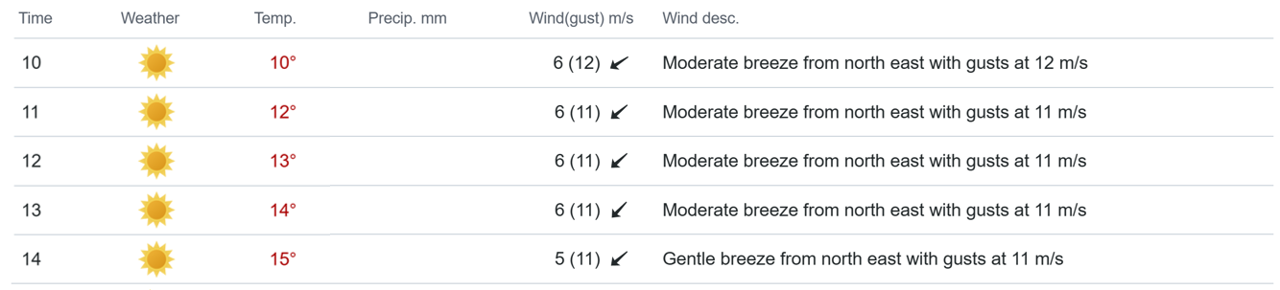 Time Weather Temp. Precip. mm Wind(gust) m/s Wind desc.
10 10° 6 (12) Moderate breeze from north east with gusts at 12 m/s
11 12° 6 (11) Moderate breeze from north east with gusts at 11 m/s
12 13° 6 (11) Moderate breeze from north east with gusts at 11 m/s
13 14° 6 (11) Moderate breeze from north east with gusts at 11 m/s
14 15° 5 (11) Gentle breeze from north east with gusts at 11 m/s